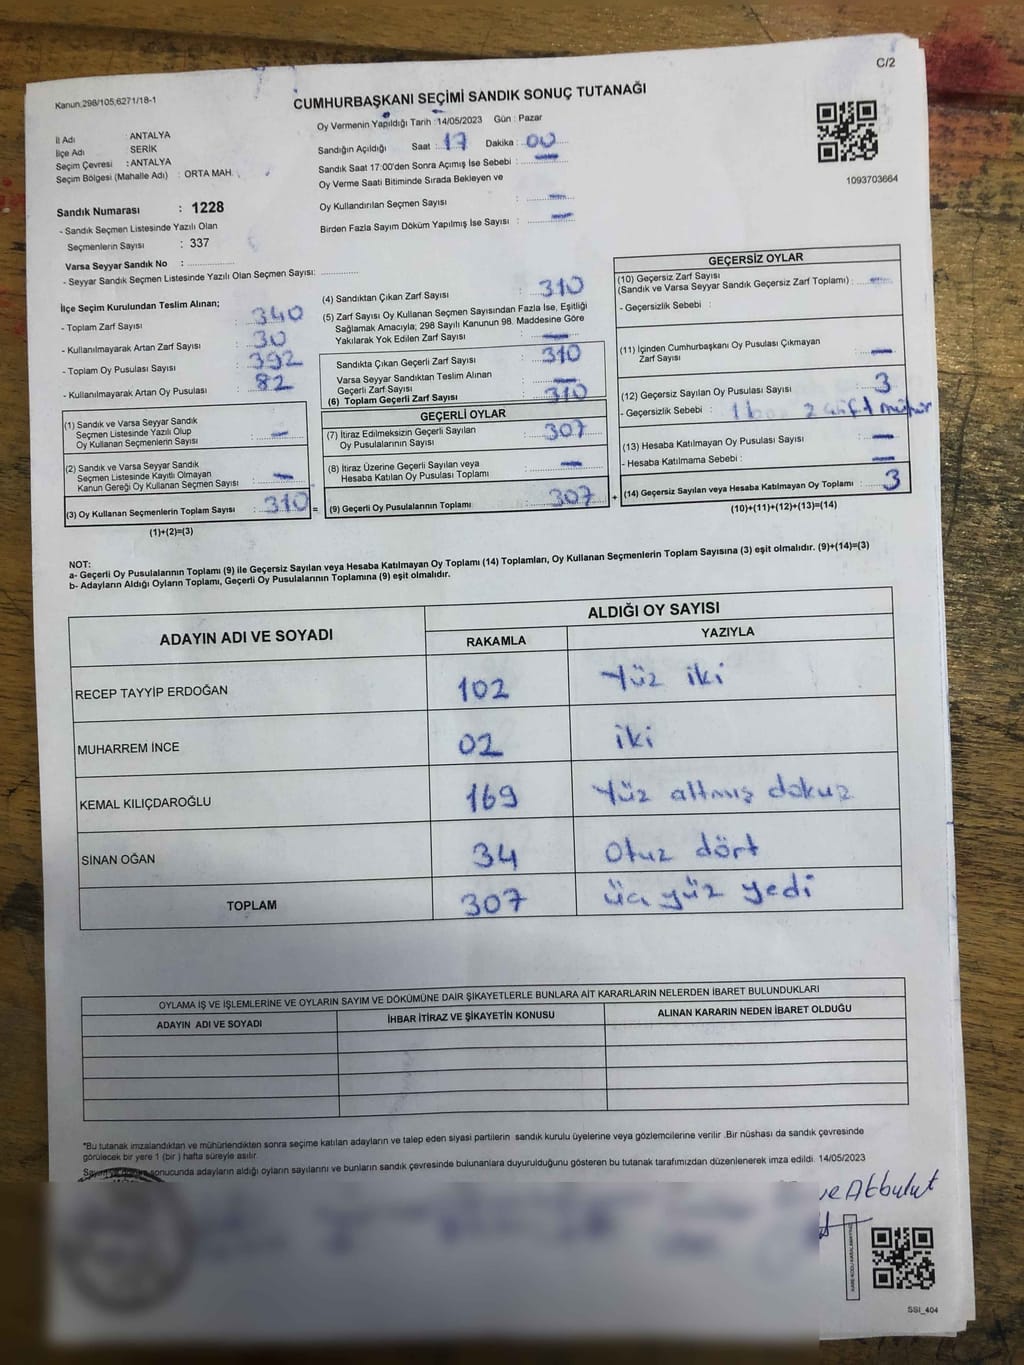 C/2
Kanun:298/105,6271/18-1
CUMHURBAŞKANI SEÇİMİ SANDIK SONUÇ TUTANAĞI
Oy Vermenin Yapıldığı Tarih : 14/05/2023 Gün : Pazar
İl Adı : ANTALYA
İlçe Adı : SERİK
Seçim Çevresi : ANTALYA
Seçim Bölgesi (Mahalle Adı) : ORTA MAH.
Sandığın Açıldığı Saat : 17 Dakika : 00
Sandık Saat 17:00'den Sonra Açılmış İse Sebebi : —
Oy Verme Saati Bitiminde Sırada Bekleyen ve
Oy Kullandırılan Seçmen Sayısı : —
Birden Fazla Sayım Döküm Yapılmış İse Sayısı : —
1093703664
Sandık Numarası : 1228
- Sandık Seçmen Listesinde Yazılı Olan
Seçmenlerin Sayısı : 337
Varsa Seyyar Sandık No :
- Seyyar Sandık Seçmen Listesinde Yazılı Olan Seçmen Sayısı:
İlçe Seçim Kurulundan Teslim Alınan;
- Toplam Zarf Sayısı : 340
- Kullanılmayarak Artan Zarf Sayısı : 30
- Toplam Oy Pusulası Sayısı : 392
- Kullanılmayarak Artan Oy Pusulası : 82
(1) Sandık ve Varsa Seyyar Sandık
Seçmen Listesinde Yazılı Olup
Oy Kullanan Seçmenlerin Sayısı : —
(2) Sandık ve Varsa Seyyar Sandık
Seçmen Listesinde Kayıtlı Olmayan
Kanun Gereği Oy Kullanan Seçmen Sayısı : —
(3) Oy Kullanan Seçmenlerin Toplam Sayısı : 310 =
(1)+(2)=(3)
(4) Sandıktan Çıkan Zarf Sayısı : 310
(5) Zarf Sayısı Oy Kullanan Seçmen Sayısından Fazla İse, Eşitliği
Sağlamak Amacıyla; 298 Sayılı Kanunun 98. Maddesine Göre
Yakılarak Yok Edilen Zarf Sayısı : —
Sandıkta Çıkan Geçerli Zarf Sayısı : 310
Varsa Seyyar Sandıktan Teslim Alınan
Geçerli Zarf Sayısı : —
(6) Toplam Geçerli Zarf Sayısı : 310
GEÇERLİ OYLAR
(7) İtiraz Edilmeksizin Geçerli Sayılan
Oy Pusulalarının Sayısı : 307
(8) İtiraz Üzerine Geçerli Sayılan veya
Hesaba Katılan Oy Pusulası Toplamı : —
(9) Geçerli Oy Pusulalarının Toplamı : 307 +
GEÇERSİZ OYLAR
(10) Geçersiz Zarf Sayısı
(Sandık ve Varsa Seyyar Sandık Geçersiz Zarf Toplamı) : —
- Geçersizlik Sebebi :
(11) İçinden Cumhurbaşkanı Oy Pusulası Çıkmayan
Zarf Sayısı : —
(12) Geçersiz Sayılan Oy Pusulası Sayısı : 3
- Geçersizlik Sebebi : 1 2 çift mühür
(13) Hesaba Katılmayan Oy Pusulası Sayısı : —
- Hesaba Katılmama Sebebi : —
(14) Geçersiz Sayılan veya Hesaba Katılmayan Oy Toplamı : 3
(10)+(11)+(12)+(13)=(14)
NOT:
a- Geçerli Oy Pusulalarının Toplamı (9) ile Geçersiz Sayılan veya Hesaba Katılmayan Oy Toplamı (14) Toplamları, Oy Kullanan Seçmenlerin Toplam Sayısına (3) eşit olmalıdır. (9)+(14)=(3)
b- Adayların Aldığı Oyların Toplamı, Geçerli Oy Pusulalarının Toplamına (9) eşit olmalıdır.
ADAYIN ADI VE SOYADI ALDIĞI OY SAYISI
RAKAMLA YAZIYLA
RECEP TAYYİP ERDOĞAN 102 Yüz iki
MUHARREM İNCE 02 iki
KEMAL KILIÇDAROĞLU 169 Yüz altmış dokuz
SİNAN OĞAN 34 Otuz dört
TOPLAM 307 üç yüz yedi
OYLAMA İŞ VE İŞLEMLERİNE VE OYLARIN SAYIM VE DÖKÜMÜNE DAİR ŞİKAYETLERLE BUNLARA AİT KARARLARIN NELERDEN İBARET BULUNDUKLARI
ADAYIN ADI VE SOYADI İHBAR İTİRAZ VE ŞİKAYETİN KONUSU ALINAN KARARIN NEDEN İBARET OLDUĞU
*Bu tutanak imzalandıktan ve mühürlendikten sonra seçime katılan adayların ve talep eden siyasi partilerin sandık kurulu üyelerine veya gözlemcilerine verilir .Bir nüshası da sandık çevresinde
görülecek bir yere 1 (bir ) hafta süreyle asılır.
sonucunda adayların aldığı oyların sayılarını ve bunların sandık çevresinde bulunanlara duyurulduğunu gösteren bu tutanak tarafımızdan düzenlenerek imza edildi. 14/05/2023
ve Akbulut
SSI_404